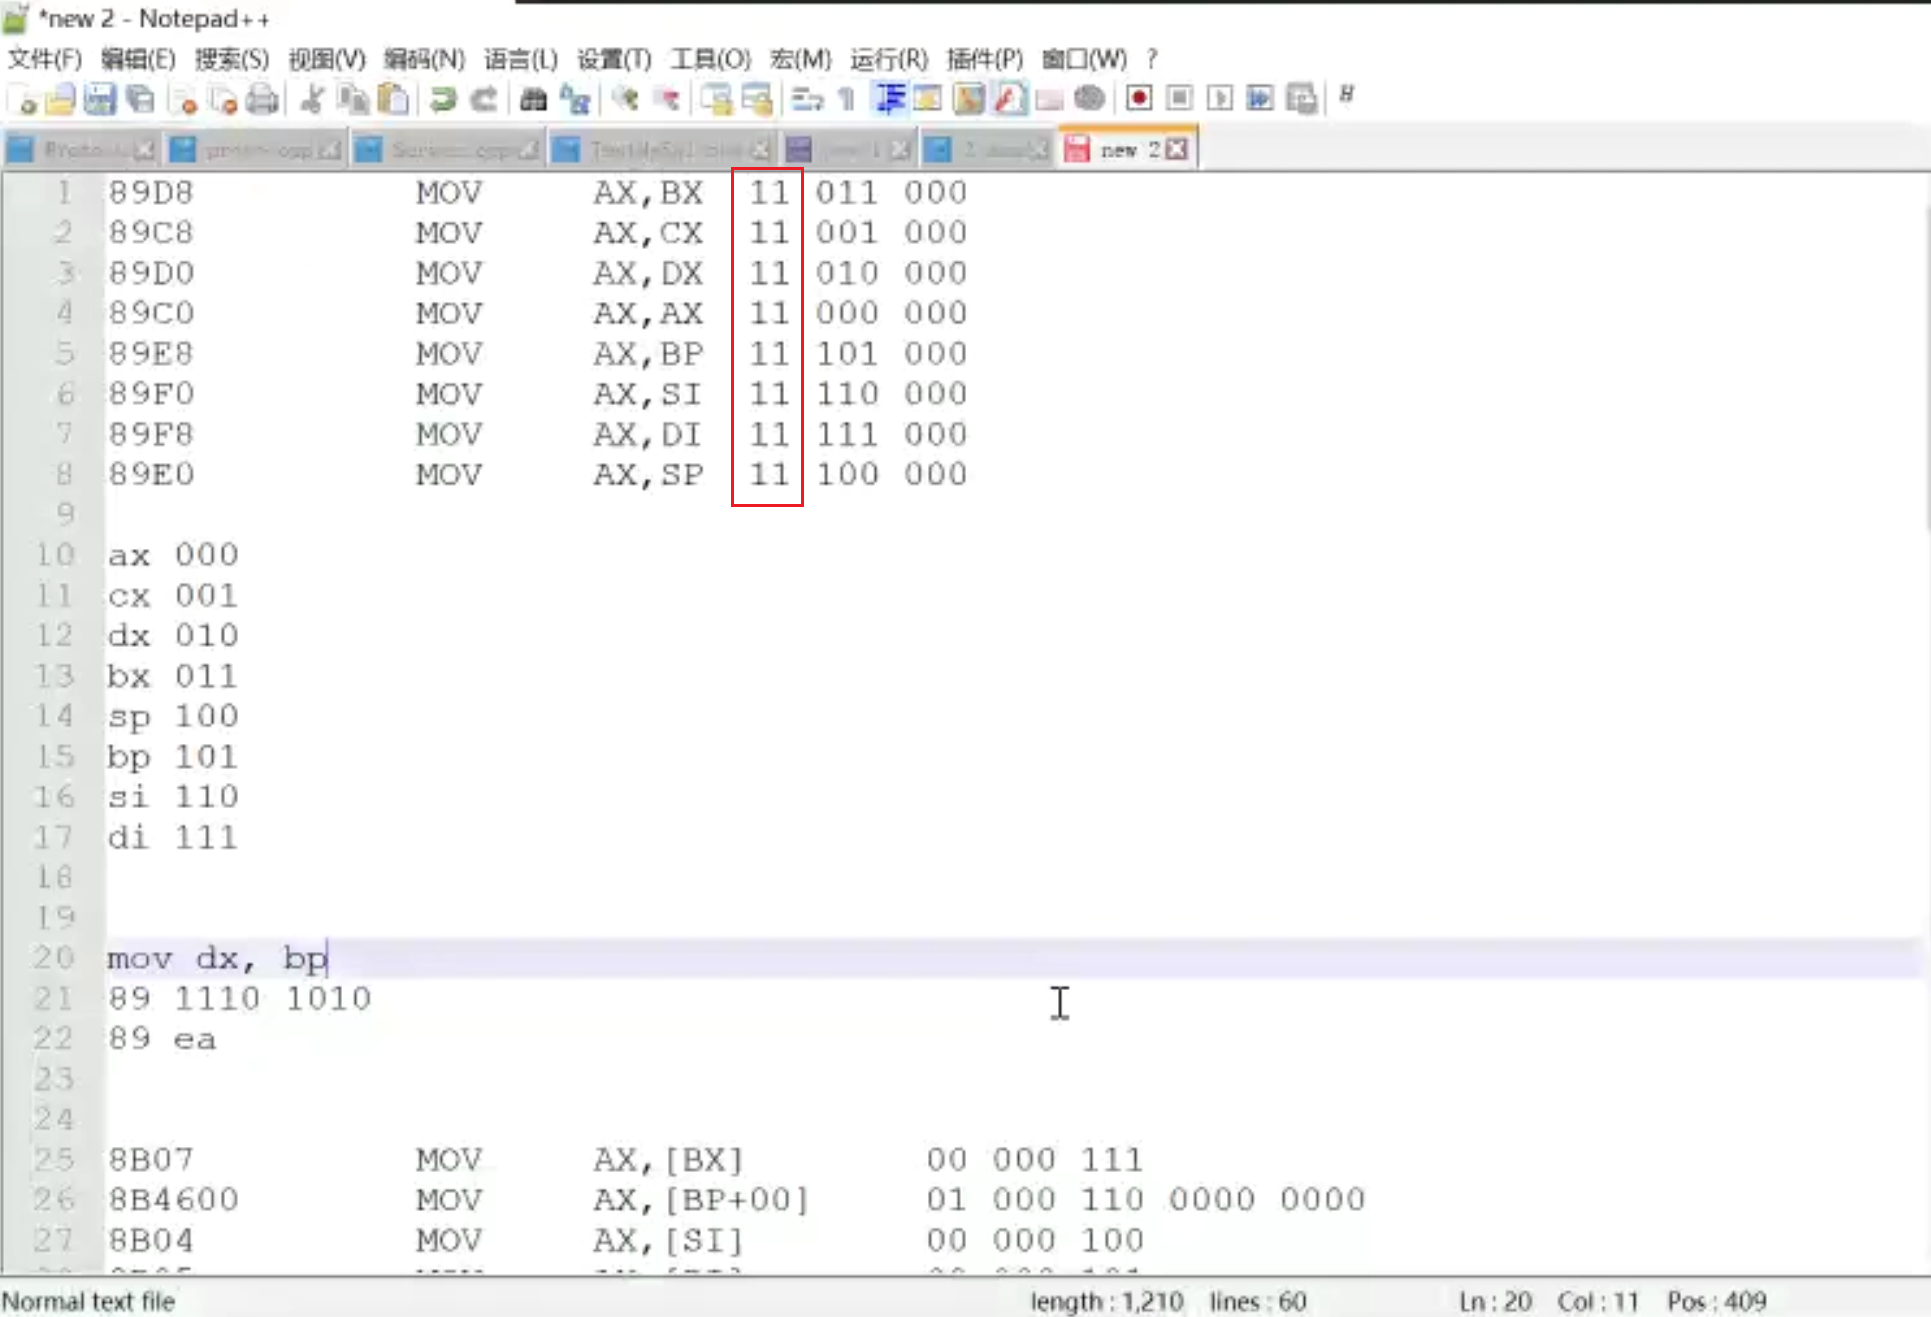 *new 2 - Notepad++
文件(F) 编辑(E) 搜索(S) 视图(V) 编码(N) 语言(L) 设置(T) 工具(O) 宏(M) 运行(R) 插件(P) 窗口(W) ?
new 2
1 89D8 MOV AX,BX 11 011 000
2 89C8 MOV AX,CX 11 001 000
3 89D0 MOV AX,DX 11 010 000
4 89C0 MOV AX,AX 11 000 000
5 89E8 MOV AX,BP 11 101 000
6 89F0 MOV AX,SI 11 110 000
7 89F8 MOV AX,DI 11 111 000
8 89E0 MOV AX,SP 11 100 000
9
10 ax 000
11 cx 001
12 dx 010
13 bx 011
14 sp 100
15 bp 101
16 si 110
17 di 111
18
19
20 mov dx, bp
21 89 1110 1010
22 89 ea
23
24
25 8B07 MOV AX,[BX] 00 000 111
26 8B4600 MOV AX,[BP+00] 01 000 110 0000 0000
27 8B04 MOV AX,[SI] 00 000 100
Normal text file length : 1,210 lines : 60 Ln : 20 Col : 11 Pos : 409